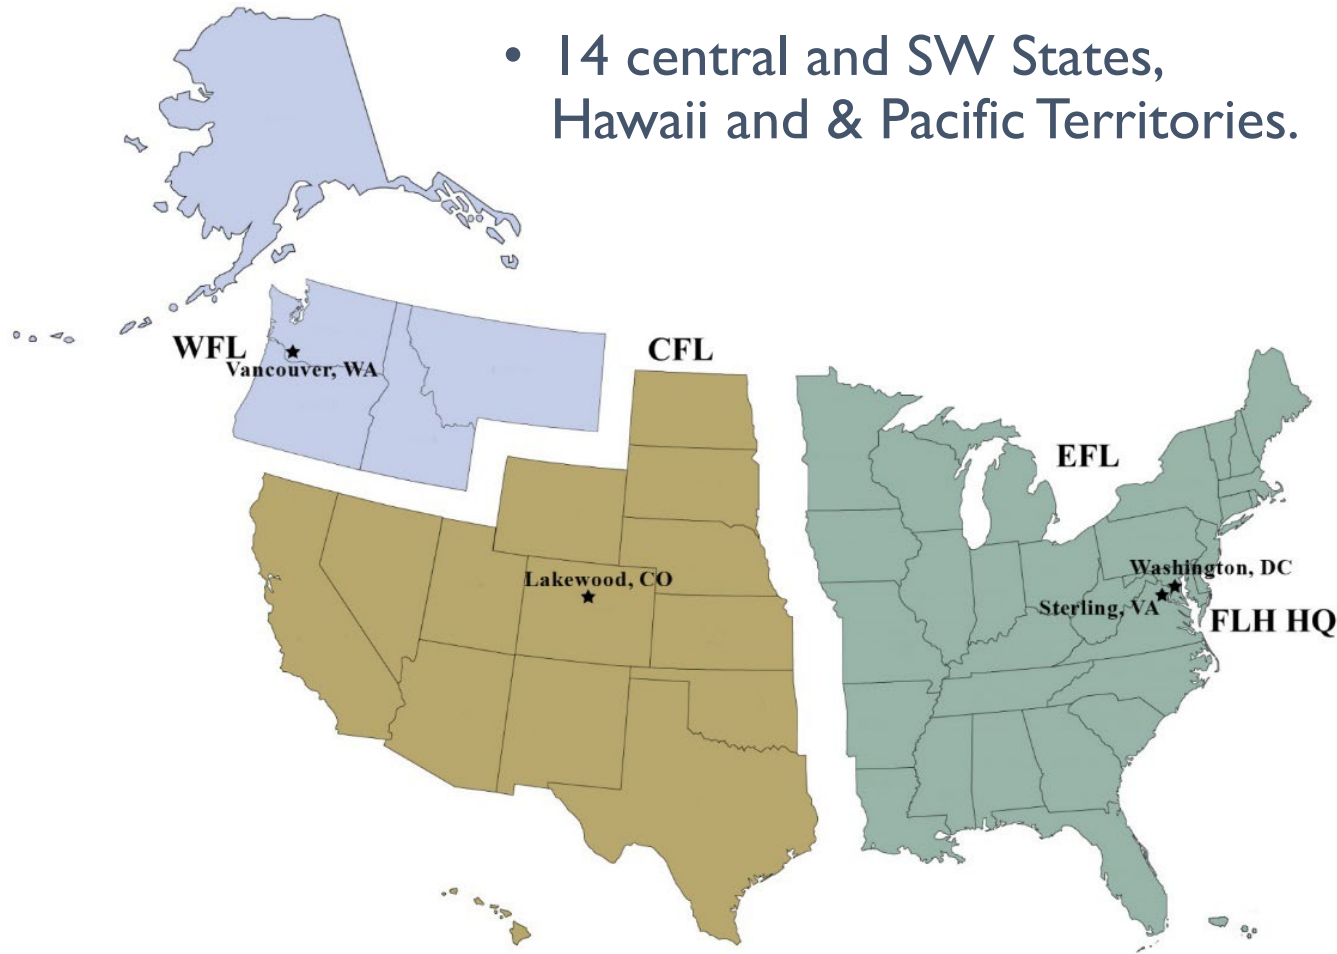 • 14 central and SW States,
Hawaii and & Pacific Territories.
WFL
Vancouver, WA
CFL
EFL
Lakewood, CO
Washington, DC
Sterling, VA
FLH HQ